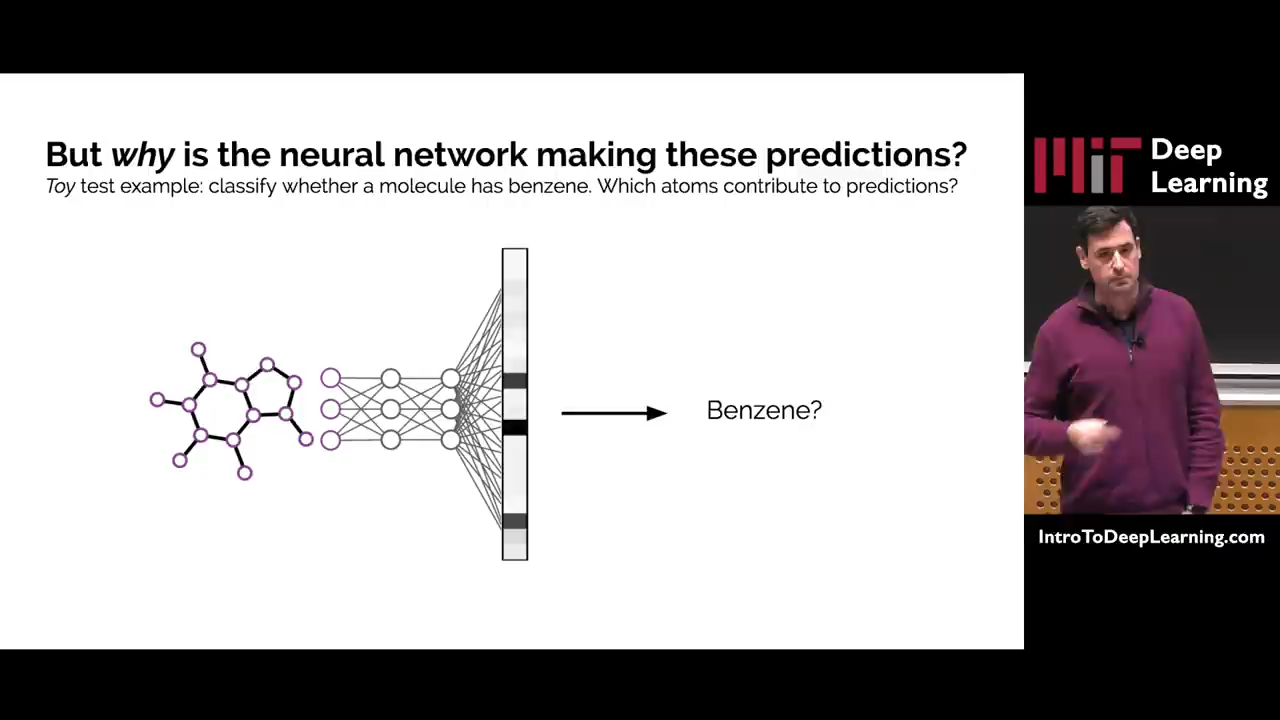 But why is the neural network making these predictions?
Toy test example: classify whether a molecule has benzene. Which atoms contribute to predictions?
Benzene?
MIT Deep
Learning
IntroToDeepLearning.com